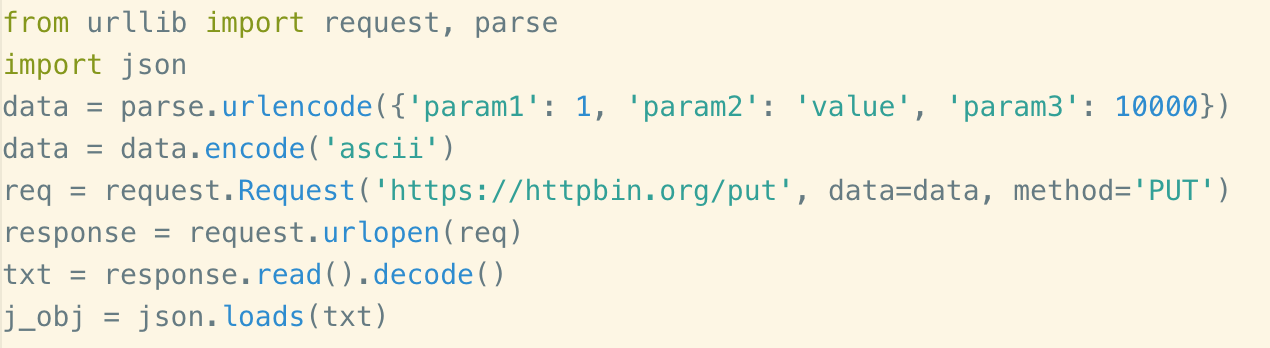 from urllib import request, parse
import json
data = parse.urlencode({'param1': 1, 'param2': 'value', 'param3': 10000})
data = data.encode('ascii')
req = request.Request('https://httpbin.org/put', data=data, method='PUT')
response = request.urlopen(req)
txt = response.read().decode()
j_obj = json.loads(txt)